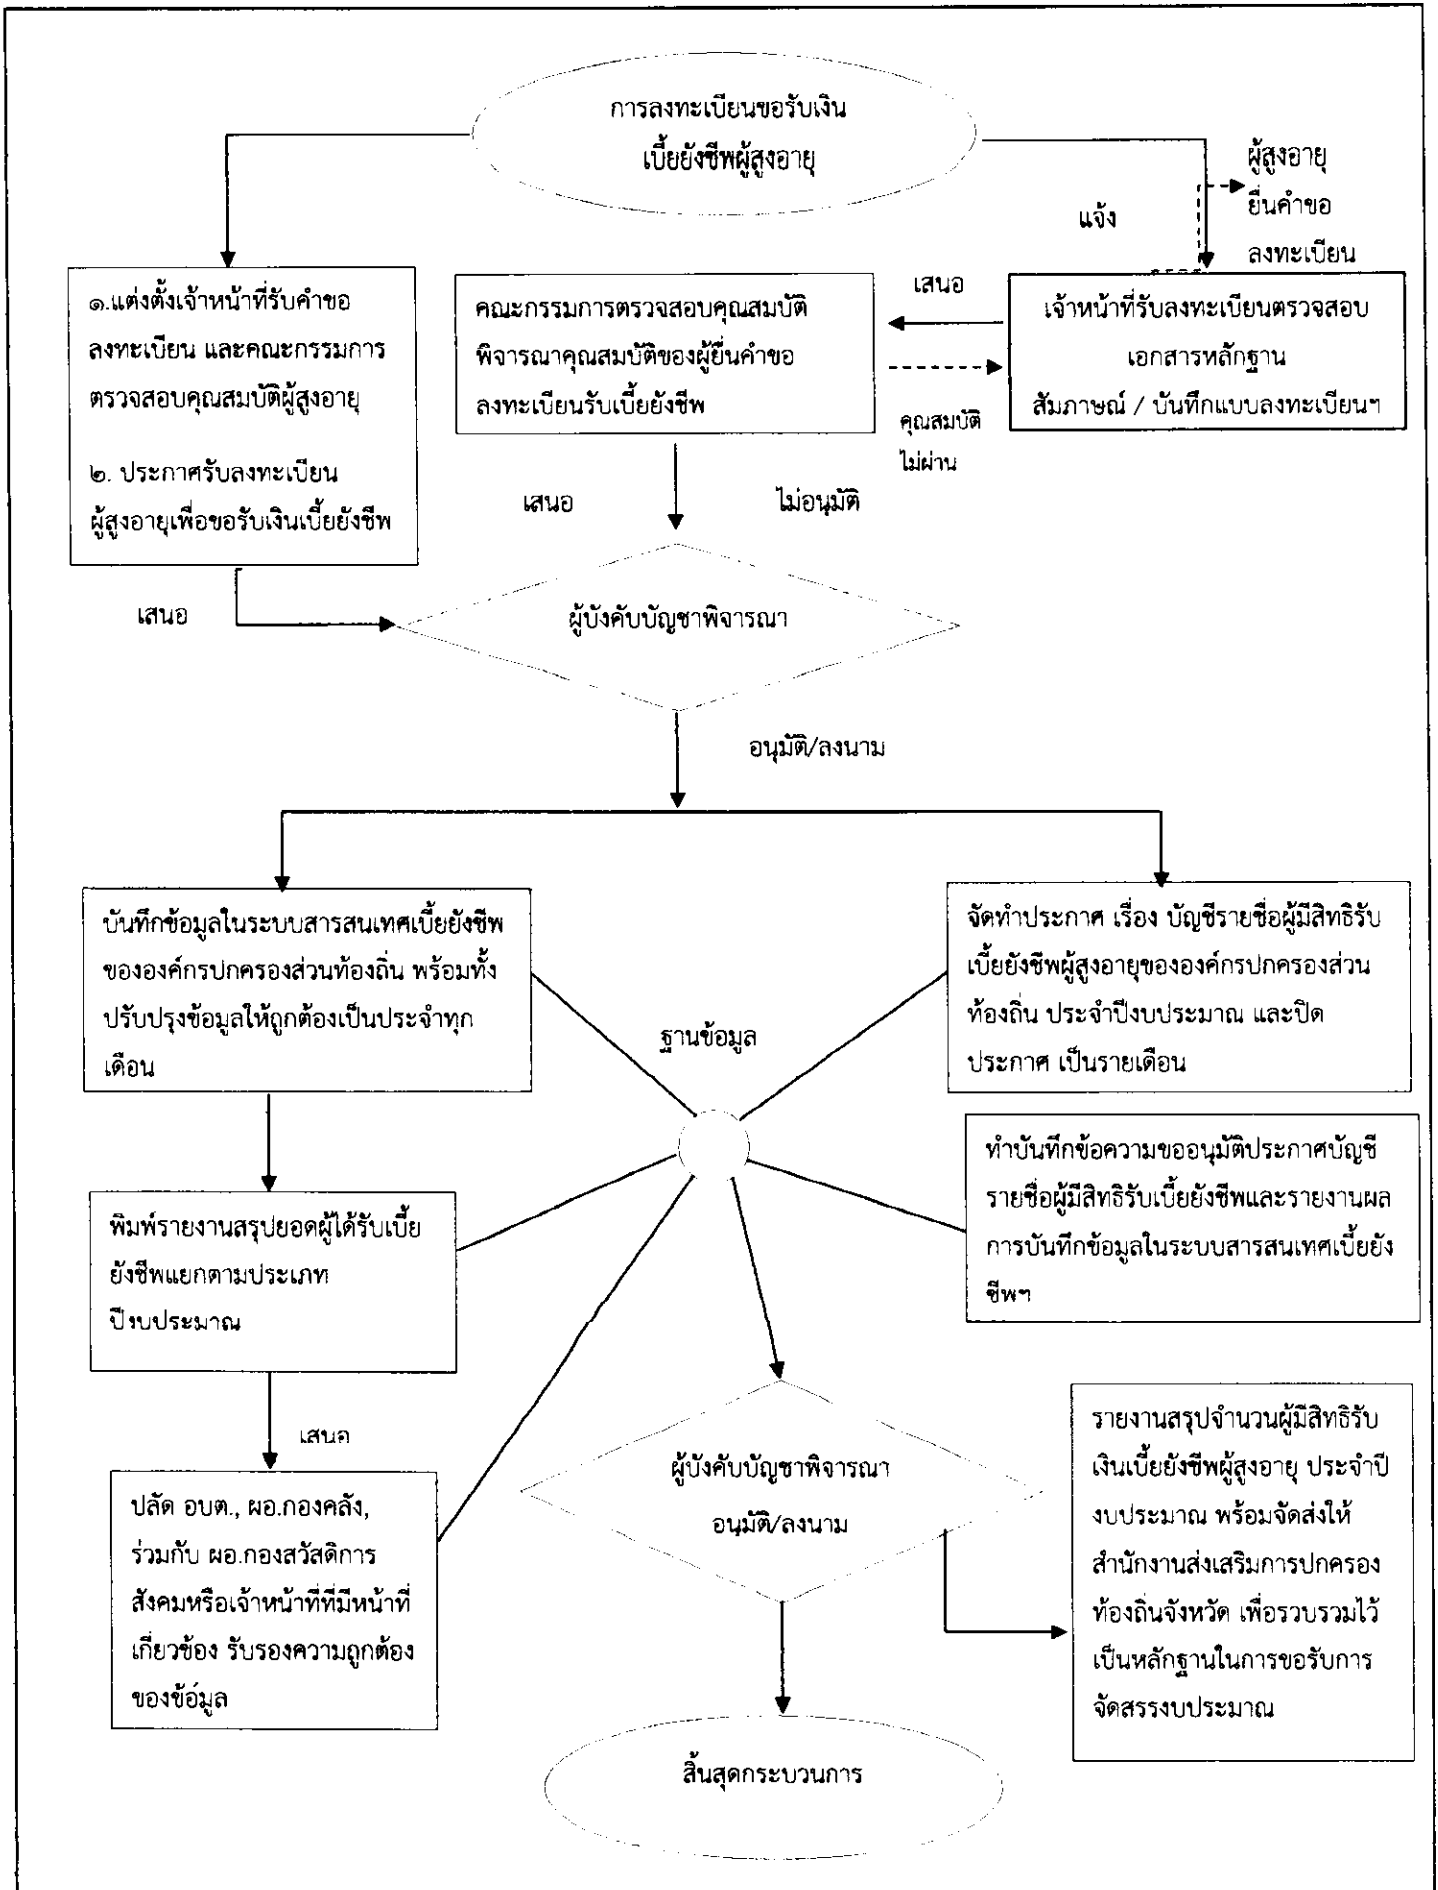 การลงทะเบียนขอรับเงิน
เบี้ยยังชีพผู้สูงอายุ
ผู้สูงอายุ
ยื่นคำขอ
ลงทะเบียน
แจ้ง
๑.แต่งตั้งเจ้าหน้าที่รับคำขอ
ลงทะเบียน และคณะกรรมการ
ตรวจสอบคุณสมบัติผู้สูงอายุ
๒. ประกาศรับลงทะเบียน
ผู้สูงอายุเพื่อขอรับเงินเบี้ยยังชีพ
คณะกรรมการตรวจสอบคุณสมบัติ
พิจารณาคุณสมบัติของผู้ยื่นคำขอ
ลงทะเบียนรับเบี้ยยังชีพ
เสนอ
เจ้าหน้าที่รับลงทะเบียนตรวจสอบ
เอกสารหลักฐาน
สัมภาษณ์ / บันทึกแบบลงทะเบียนฯ
คุณสมบัติ
ไม่ผ่าน
เสนอ
ไม่อนุมัติ
เสนอ
ผู้บังคับบัญชาพิจารณา
อนุมัติ/ลงนาม
บันทึกข้อมูลในระบบสารสนเทศเบี้ยยังชีพ
ขององค์กรปกครองส่วนท้องถิ่น พร้อมทั้ง
ปรับปรุงข้อมูลให้ถูกต้องเป็นประจำทุก
เดือน
จัดทำประกาศ เรื่อง บัญชีรายชื่อผู้มีสิทธิรับ
เบี้ยยังชีพผู้สูงอายุขององค์กรปกครองส่วน
ท้องถิ่น ประจำปีงบประมาณ และปิด
ประกาศ เป็นรายเดือน
ฐานข้อมูล
ทำบันทึกข้อความขออนุมัติประกาศบัญชี
รายชื่อผู้มีสิทธิรับเบี้ยยังชีพและรายงานผล
การบันทึกข้อมูลในระบบสารสนเทศเบี้ยยัง
ชีพฯ
พิมพ์รายงานสรุปยอดผู้ได้รับเบี้ย
ยังชีพแยกตามประเภท
ปีงบประมาณ
เสนอ
ปลัด อบต., ผอ.กองคลัง,
ร่วมกับ ผอ.กองสวัสดิการ
สังคมหรือเจ้าหน้าที่ที่มีหน้าที่
เกี่ยวข้อง รับรองความถูกต้อง
ของข้อมูล
ผู้บังคับบัญชาพิจารณา
อนุมัติ/ลงนาม
รายงานสรุปจำนวนผู้มีสิทธิรับ
เงินเบี้ยยังชีพผู้สูงอายุ ประจำปี
งบประมาณ พร้อมจัดส่งให้
สำนักงานส่งเสริมการปกครอง
ท้องถิ่นจังหวัด เพื่อรวบรวมไว้
เป็นหลักฐานในการขอรับการ
จัดสรรงบประมาณ
สิ้นสุดกระบวนการ